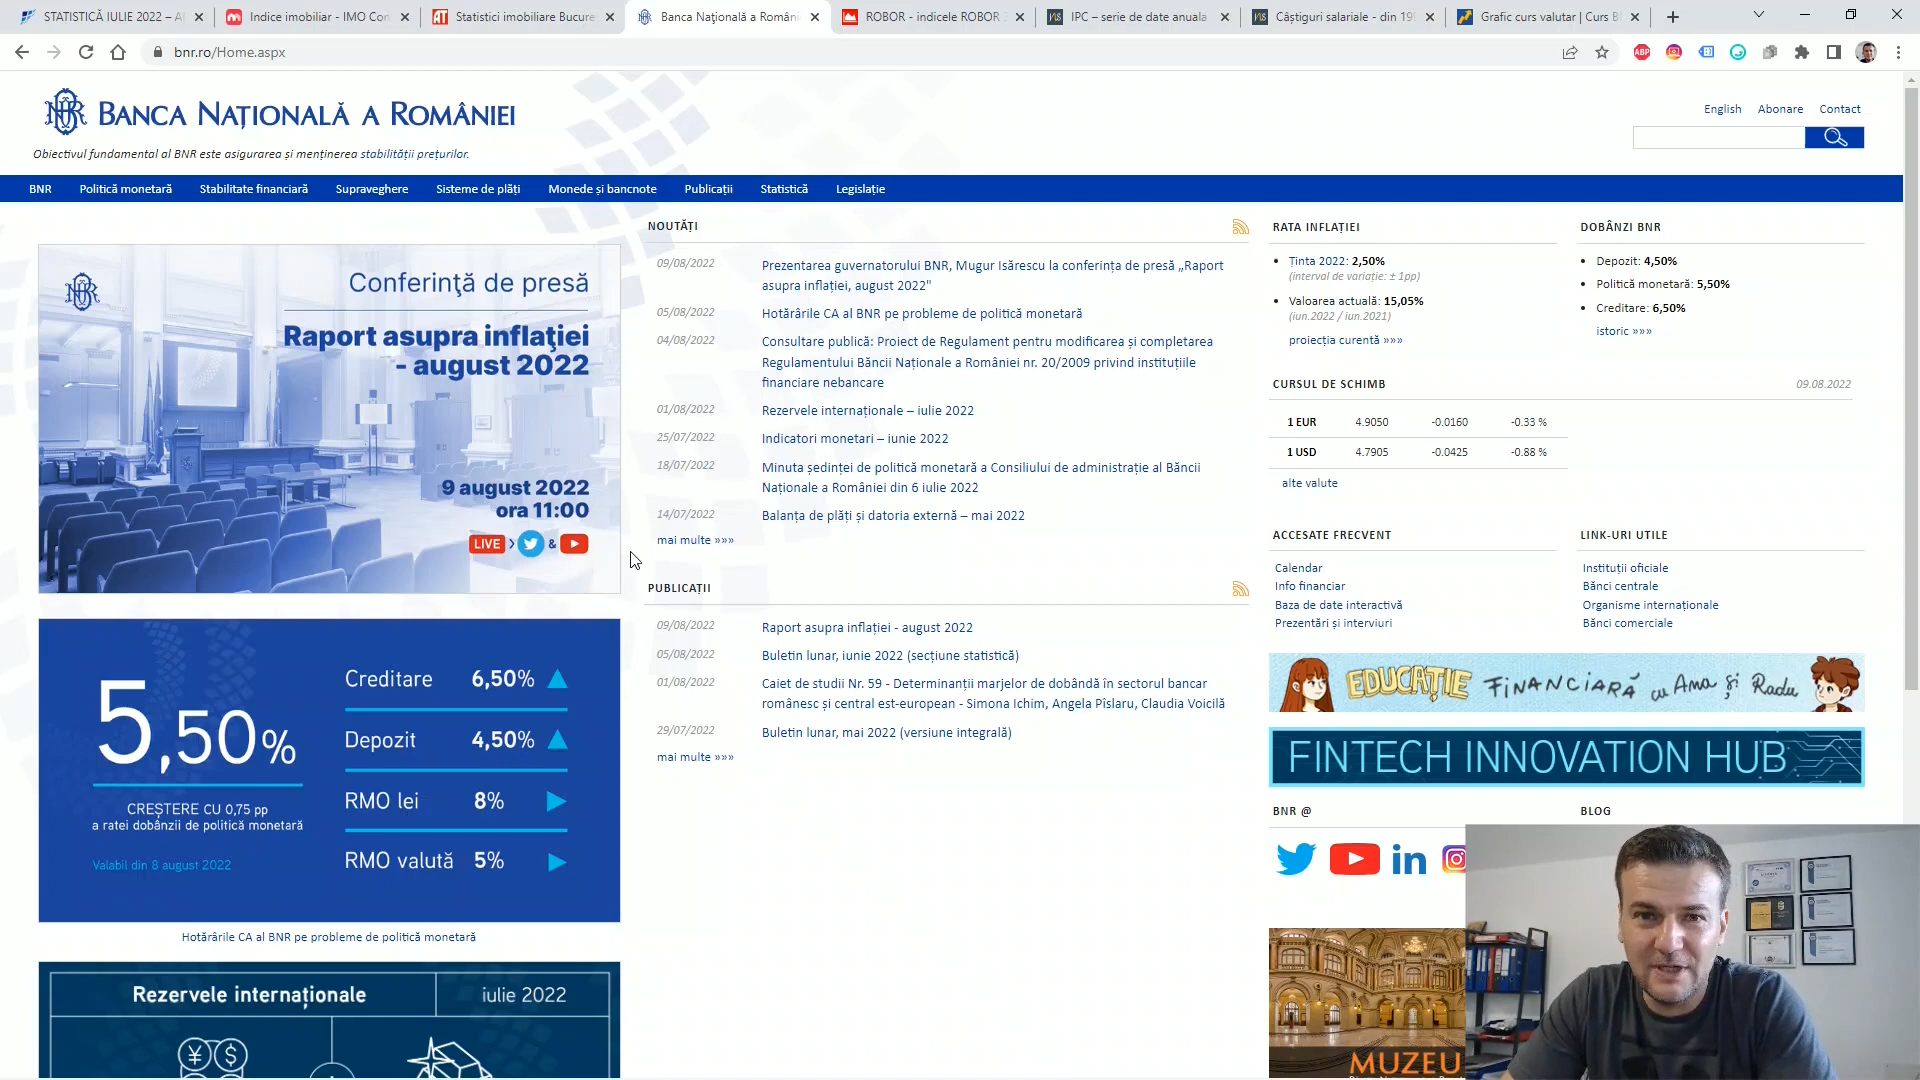 STATISTICĂ IULIE 2022 – A
Indice imobiliar - IMO Con
Statistici imobiliare Bucure
Banca Naţională a Români
ROBOR - indicele ROBOR
IPC – serie de date anuala
Câștiguri salariale - din 19
Grafic curs valutar | Curs B
bnr.ro/Home.aspx
ABP
BANCA NAȚIONALĂ A ROMÂNIEI
Obiectivul fundamental al BNR este asigurarea și menținerea stabilității prețurilor.
English Abonare Contact
BNR Politică monetară Stabilitate financiară Supraveghere Sisteme de plăți Monede și bancnote Publicații Statistică Legislație
Conferinţă de presă
Raport asupra inflaţiei
- august 2022
9 august 2022
ora 11:00
LIVE > &
5,50%
CREȘTERE CU 0,75 pp
a ratei dobânzii de politică monetară
Valabil din 8 august 2022
Creditare 6,50%
Depozit 4,50%
RMO lei 8%
RMO valută 5%
Hotărârile CA al BNR pe probleme de politică monetară
Rezervele internaționale iulie 2022
NOUTĂȚI
09/08/2022 Prezentarea guvernatorului BNR, Mugur Isărescu la conferința de presă „Raport
asupra inflației, august 2022"
05/08/2022 Hotărârile CA al BNR pe probleme de politică monetară
04/08/2022 Consultare publică: Proiect de Regulament pentru modificarea și completarea
Regulamentului Băncii Naționale a României nr. 20/2009 privind instituțiile
financiare nebancare
01/08/2022 Rezervele internaționale – iulie 2022
25/07/2022 Indicatori monetari – iunie 2022
18/07/2022 Minuta ședinței de politică monetară a Consiliului de administrație al Băncii
Naționale a României din 6 iulie 2022
14/07/2022 Balanța de plăți și datoria externă – mai 2022
mai multe »»»
PUBLICAȚII
09/08/2022 Raport asupra inflației - august 2022
05/08/2022 Buletin lunar, iunie 2022 (secțiune statistică)
01/08/2022 Caiet de studii Nr. 59 - Determinanții marjelor de dobândă în sectorul bancar
românesc și central est-european - Simona Ichim, Angela Pîslaru, Claudia Voicilă
29/07/2022 Buletin lunar, mai 2022 (versiune integrală)
mai multe »»»
RATA INFLAȚIEI
Ținta 2022: 2,50%
(interval de variație: ± 1pp)
Valoarea actuală: 15,05%
(iun.2022 / iun.2021)
proiecția curentă »»»
DOBÂNZI BNR
Depozit: 4,50%
Politică monetară: 5,50%
Creditare: 6,50%
istoric »»»
CURSUL DE SCHIMB 09.08.2022
1 EUR 4.9050 -0.0160 -0.33 %
1 USD 4.7905 -0.0425 -0.88 %
alte valute
ACCESATE FRECVENT
Calendar
Info financiar
Baza de date interactivă
Prezentări și interviuri
LINK-URI UTILE
Instituții oficiale
Bănci centrale
Organisme internaționale
Bănci comerciale
EDUCAȚIE FINANCIARĂ cu Ana și Radu
FINTECH INNOVATION HUB
BNR @
BLOG
MUZEU